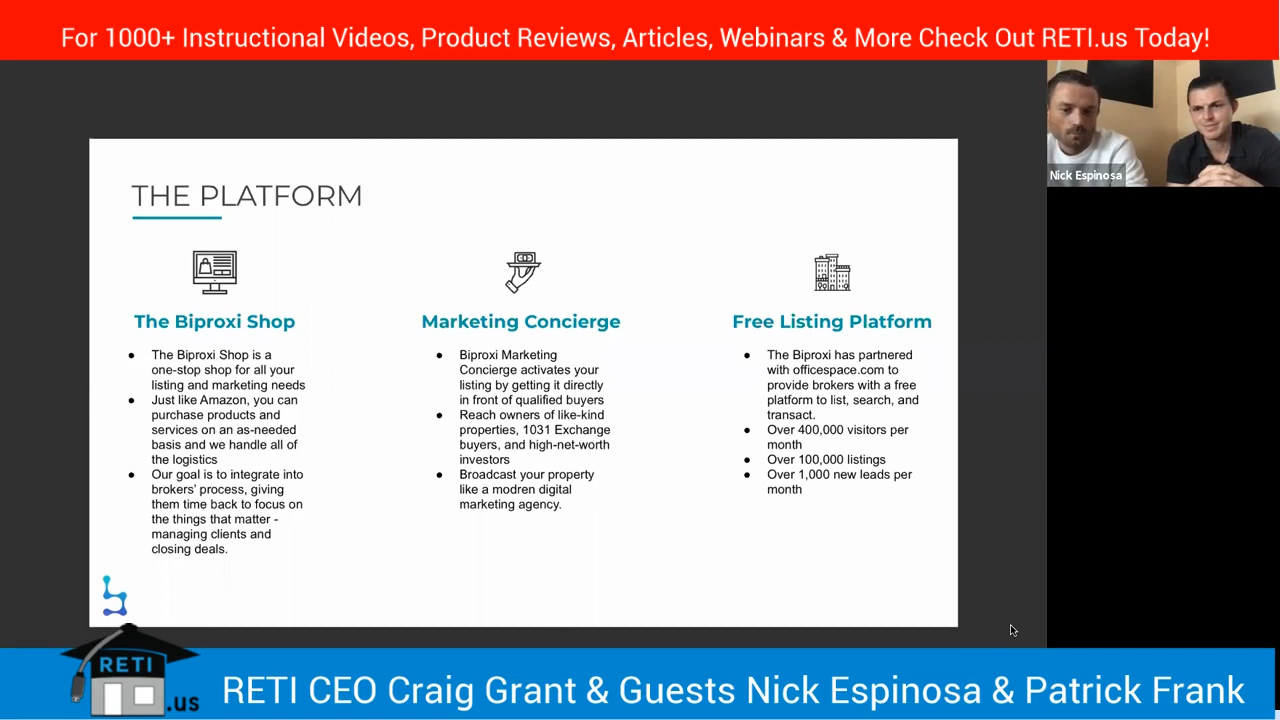 For 1000+ Instructional Videos, Product Reviews, Articles, Webinars & More Check Out RETI.us Today!
Nick Espinosa
THE PLATFORM
The Biproxi Shop
● The Biproxi Shop is a
one-stop shop for all your
listing and marketing needs
● Just like Amazon, you can
purchase products and
services on an as-needed
basis and we handle all of
the logistics
● Our goal is to integrate into
brokers' process, giving
them time back to focus on
the things that matter -
managing clients and
closing deals.
Marketing Concierge
● Biproxi Marketing
Concierge activates your
listing by getting it directly
in front of qualified buyers
● Reach owners of like-kind
properties, 1031 Exchange
buyers, and high-net-worth
investors
● Broadcast your property
like a modren digital
marketing agency.
Free Listing Platform
● The Biproxi has partnered
with officespace.com to
provide brokers with a free
platform to list, search, and
transact.
● Over 400,000 visitors per
month
● Over 100,000 listings
● Over 1,000 new leads per
month
RETI
.us
RETI CEO Craig Grant & Guests Nick Espinosa & Patrick Frank